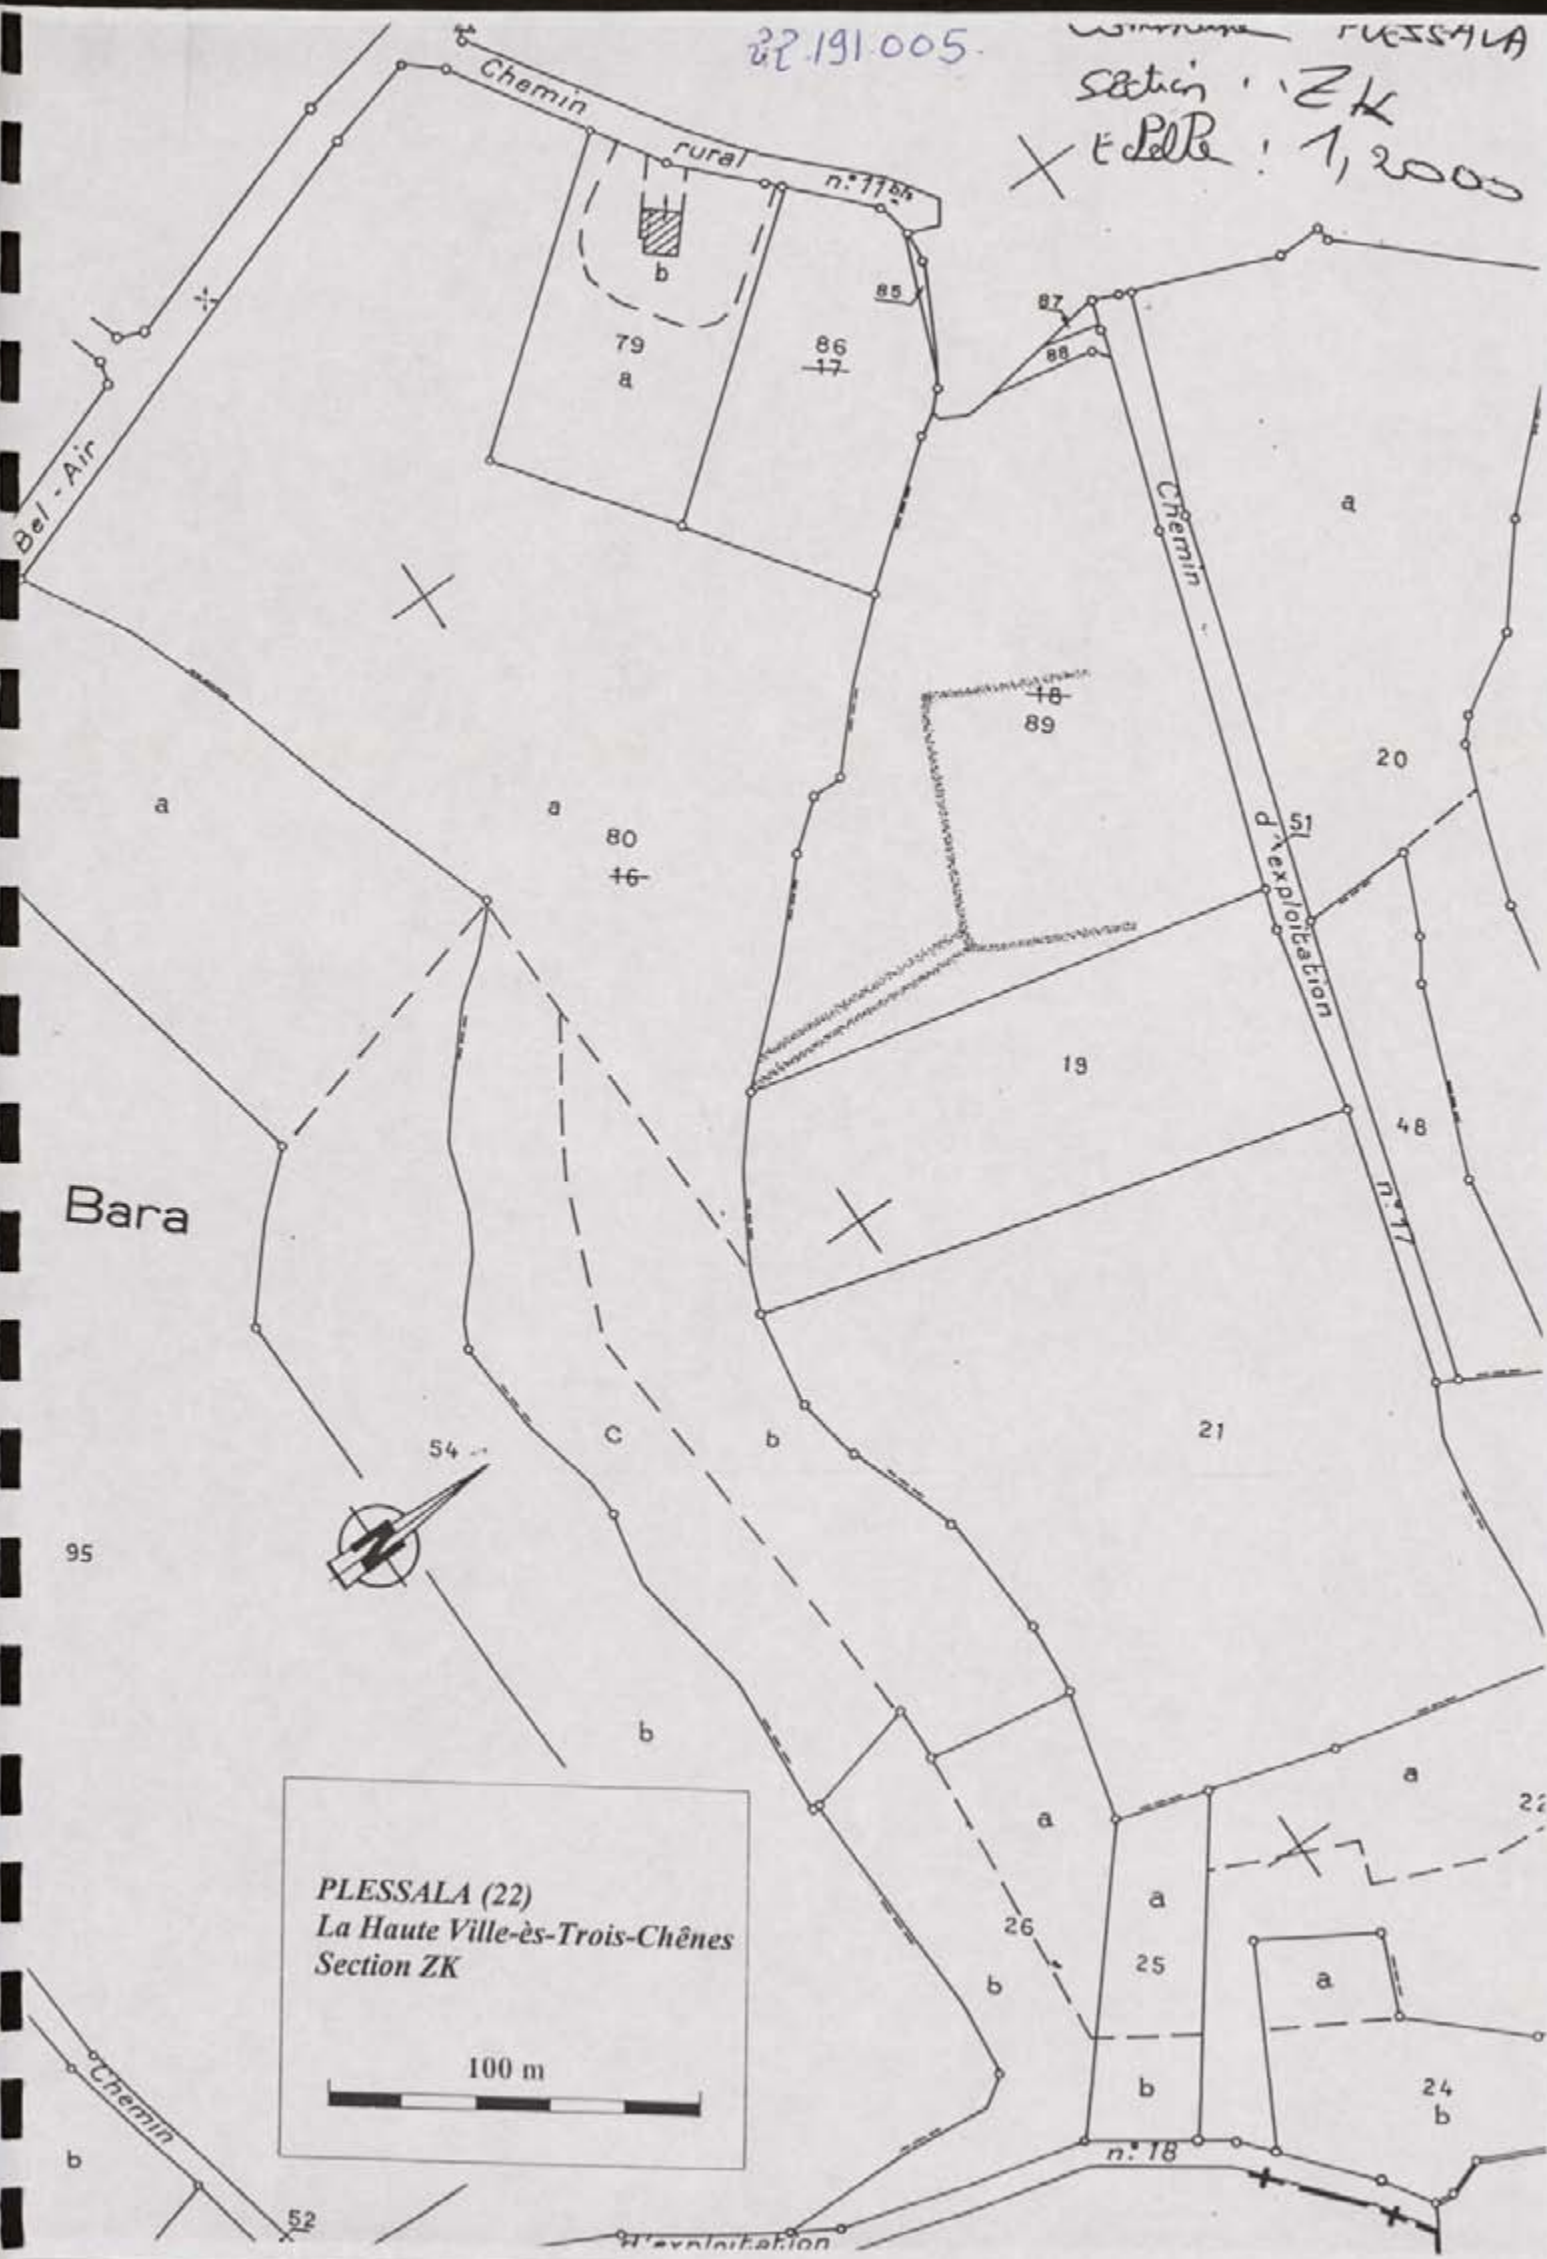 22.191.005.
Commune PLESSALA
Section : ZK
Echelle : 1,2000
Chemin rural n°11 bis
b
79
a
86
17
85
87
88
Bel-Air
Chemin d'exploitation n°17
a
18
89
20
51
a
a
80
16
19
48
Bara
54
C
b
21
N
95
b
a
a
22
PLESSALA (22)
La Haute Ville-ès-Trois-Chênes
Section ZK
100 m
26
a
25
a
b
b
24
b
Chemin
b
52
n°18
d'exploitation